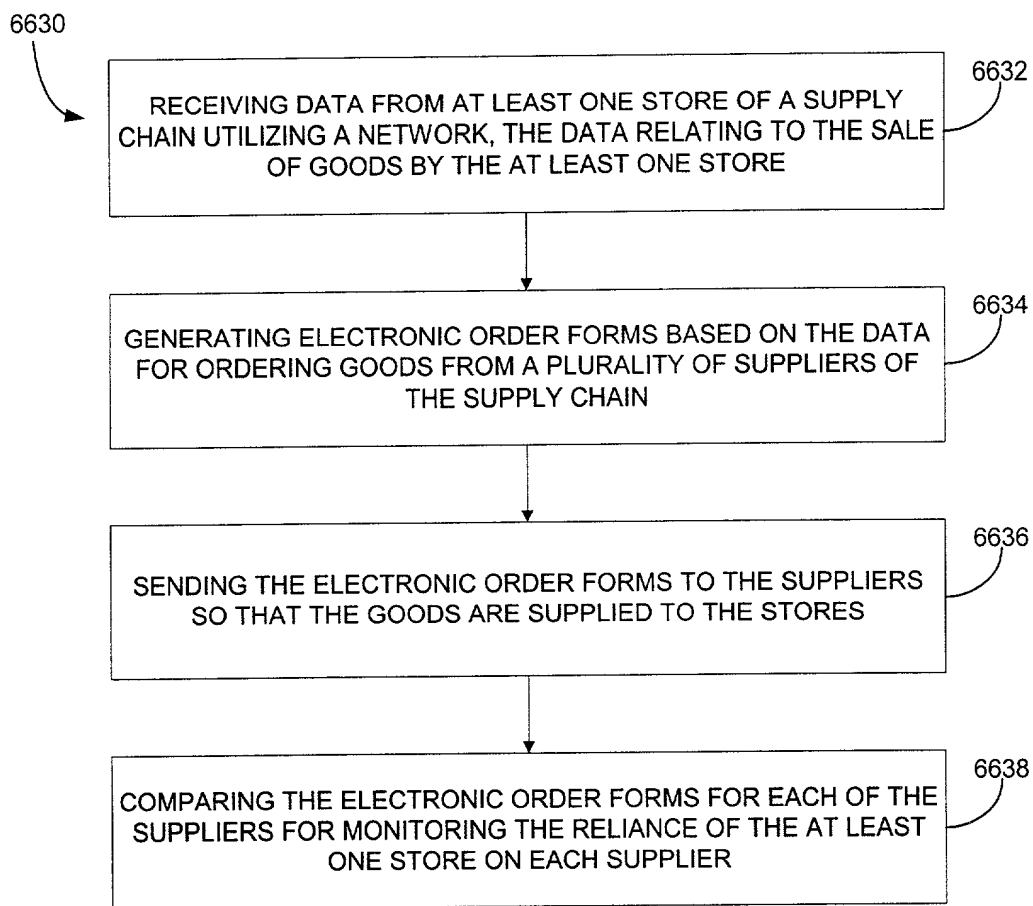 6630
6632
RECEIVING DATA FROM AT LEAST ONE STORE OF A SUPPLY
CHAIN UTILIZING A NETWORK, THE DATA RELATING TO THE SALE
OF GOODS BY THE AT LEAST ONE STORE
6634
GENERATING ELECTRONIC ORDER FORMS BASED ON THE DATA
FOR ORDERING GOODS FROM A PLURALITY OF SUPPLIERS OF
THE SUPPLY CHAIN
6636
SENDING THE ELECTRONIC ORDER FORMS TO THE SUPPLIERS
SO THAT THE GOODS ARE SUPPLIED TO THE STORES
6638
COMPARING THE ELECTRONIC ORDER FORMS FOR EACH OF THE
SUPPLIERS FOR MONITORING THE RELIANCE OF THE AT LEAST
ONE STORE ON EACH SUPPLIER